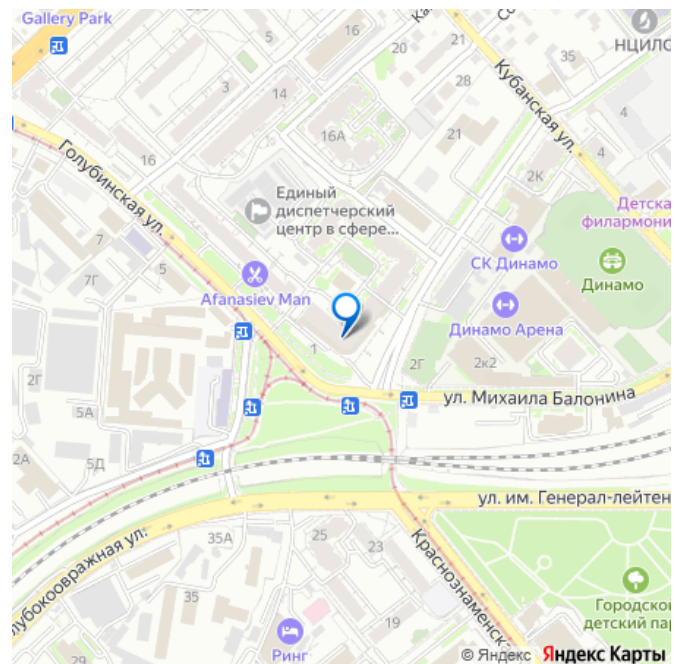 Gallery Park
5
3
14
16
20
22
21
28
21
16А
НЦИЛС
35
4
Кубанская ул.
4
2К
Голубинская ул.
Единый
диспетчерский
центр в сфере...
Детска
филармони
СК Динамо
Динамо
7
7Г
5
Afanasiev Man
Динамо Арена
1
2Г
2к2
2Г
5А
ул. Михаила Балонина
2А
5Д
ул. им. Генерал-лейтен
35А
25
23
Краснознаменск
лубокоовражная ул.
35
19
29
Ринг
Городско
детский пар
© Яндекс Яндекс Карты